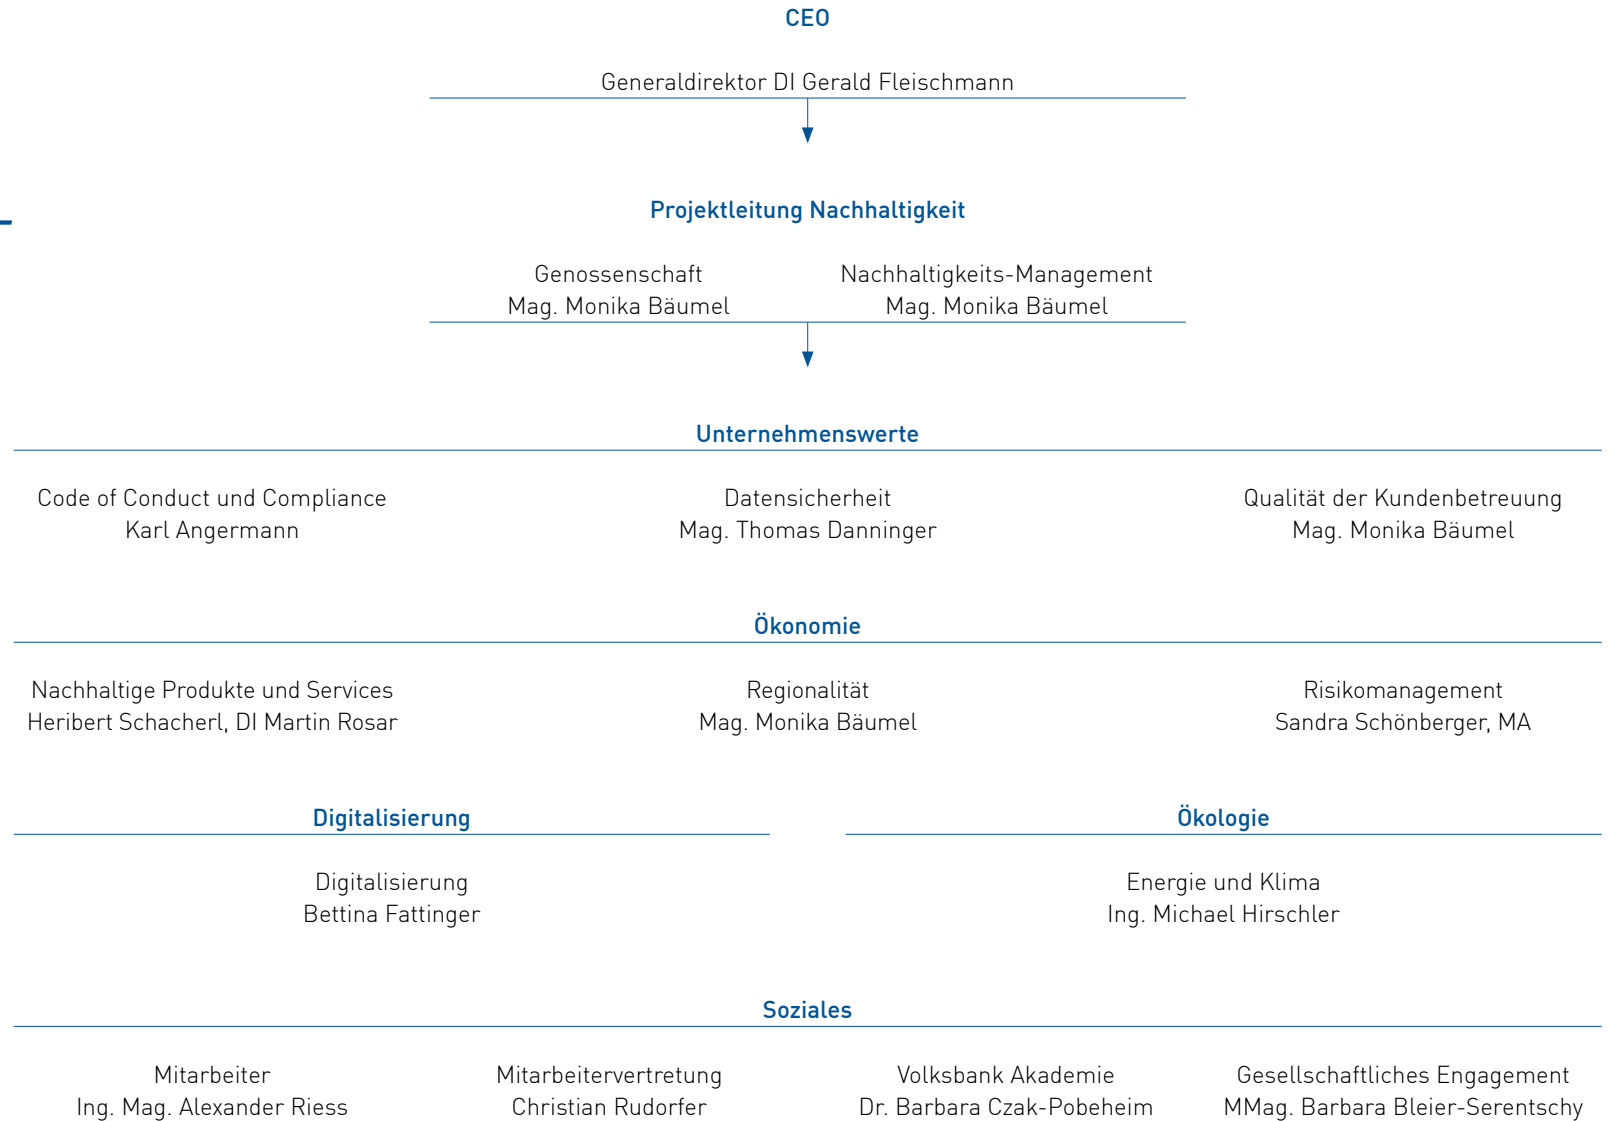 CEO
Generaldirektor DI Gerald Fleischmann
Projektleitung Nachhaltigkeit
Genossenschaft
Mag. Monika Bäumel
Nachhaltigkeits-Management
Mag. Monika Bäumel
Unternehmenswerte
Code of Conduct und Compliance
Karl Angermann
Datensicherheit
Mag. Thomas Danninger
Qualität der Kundenbetreuung
Mag. Monika Bäumel
Ökonomie
Nachhaltige Produkte und Services
Heribert Schacherl, DI Martin Rosar
Regionalität
Mag. Monika Bäumel
Risikomanagement
Sandra Schönberger, MA
Digitalisierung
Digitalisierung
Bettina Fattinger
Ökologie
Energie und Klima
Ing. Michael Hirschler
Soziales
Mitarbeiter
Ing. Mag. Alexander Riess
Mitarbeitervertretung
Christian Rudorfer
Volksbank Akademie
Dr. Barbara Czak-Pobeheim
Gesellschaftliches Engagement
MMag. Barbara Bleier-Serentschy